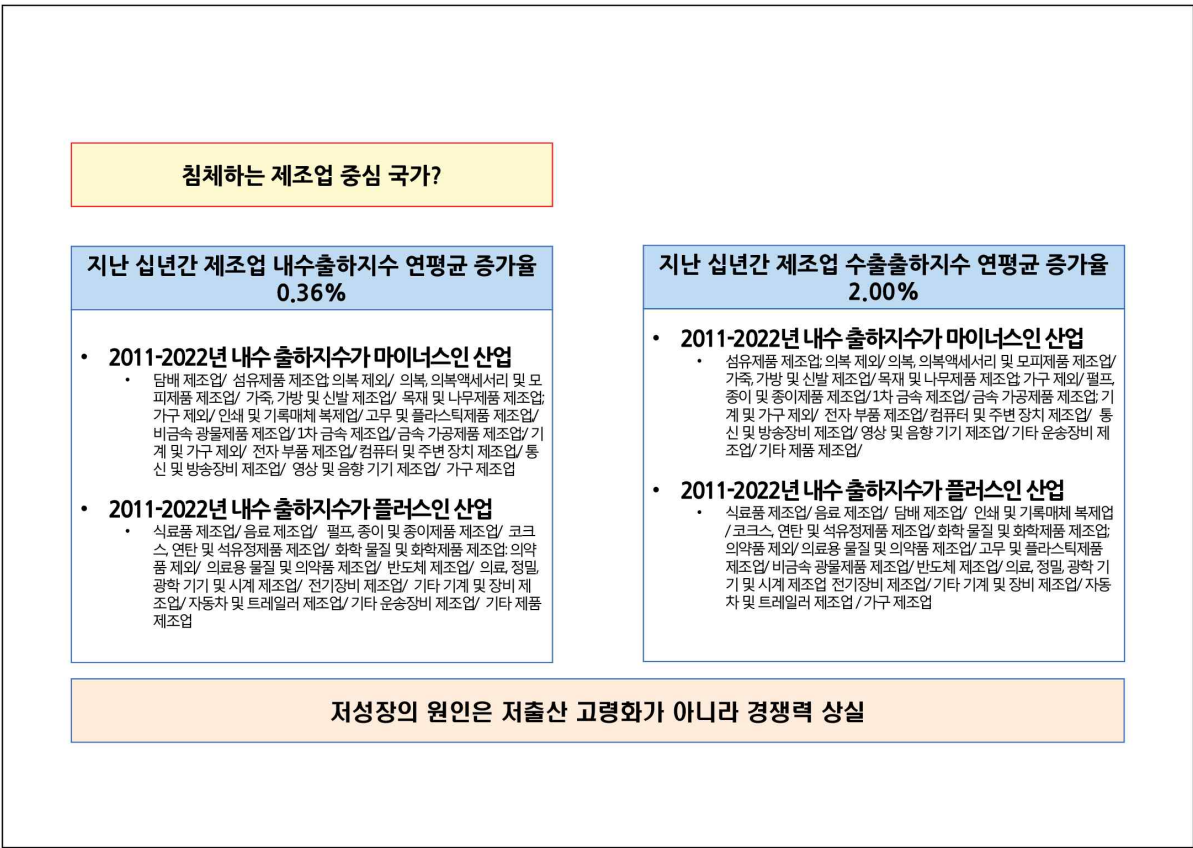 침체하는 제조업 중심 국가?
지난 십년간 제조업 내수출하지수 연평균 증가율
0.36%
• 2011-2022년 내수 출하지수가 마이너스인 산업
• 담배 제조업/ 섬유제품 제조업; 의복 제외/ 의복, 의복액세서리 및 모
피제품 제조업/ 가죽, 가방 및 신발 제조업/ 목재 및 나무제품 제조업;
가구 제외/ 인쇄 및 기록매체 복제업/ 고무 및 플라스틱제품 제조업/
비금속 광물제품 제조업/ 1차 금속 제조업/ 금속 가공제품 제조업/ 기
계 및 가구 제외/ 전자 부품 제조업/ 컴퓨터 및 주변 장치 제조업/ 통
신 및 방송장비 제조업/ 영상 및 음향 기기 제조업/ 가구 제조업
• 2011-2022년 내수 출하지수가 플러스인 산업
• 식료품 제조업/ 음료 제조업/ 펄프, 종이 및 종이제품 제조업/ 코크
스, 연탄 및 석유정제품 제조업/ 화학 물질 및 화학제품 제조업: 의약
품 제외/ 의료용 물질 및 의약품 제조업/ 반도체 제조업/ 의료, 정밀,
광학 기기 및 시계 제조업/ 전기장비 제조업/ 기타 기계 및 장비 제
조업/ 자동차 및 트레일러 제조업/ 기타 운송장비 제조업/ 기타 제품
제조업
지난 십년간 제조업 수출출하지수 연평균 증가율
2.00%
• 2011-2022년 내수 출하지수가 마이너스인 산업
• 섬유제품 제조업; 의복 제외/ 의복, 의복액세서리 및 모피제품 제조업/
가죽, 가방 및 신발 제조업/ 목재 및 나무제품 제조업; 가구 제외/ 펄프,
종이 및 종이제품 제조업/ 1차 금속 제조업/ 금속 가공제품 제조업; 기
계 및 가구 제외/ 전자 부품 제조업/ 컴퓨터 및 주변 장치 제조업/ 통
신 및 방송장비 제조업/ 영상 및 음향 기기 제조업/ 기타 운송장비 제
조업/ 기타 제품 제조업/
• 2011-2022년 내수 출하지수가 플러스인 산업
• 식료품 제조업/ 음료 제조업/ 담배 제조업/ 인쇄 및 기록매체 복제업
/ 코크스, 연탄 및 석유정제품 제조업/ 화학 물질 및 화학제품 제조업;
의약품 제외/ 의료용 물질 및 의약품 제조업/ 고무 및 플라스틱제품
제조업/ 비금속 광물제품 제조업/ 반도체 제조업/ 의료, 정밀, 광학 기
기 및 시계 제조업 전기장비 제조업/ 기타 기계 및 장비 제조업/ 자동
차 및 트레일러 제조업 / 가구 제조업
저성장의 원인은 저출산 고령화가 아니라 경쟁력 상실